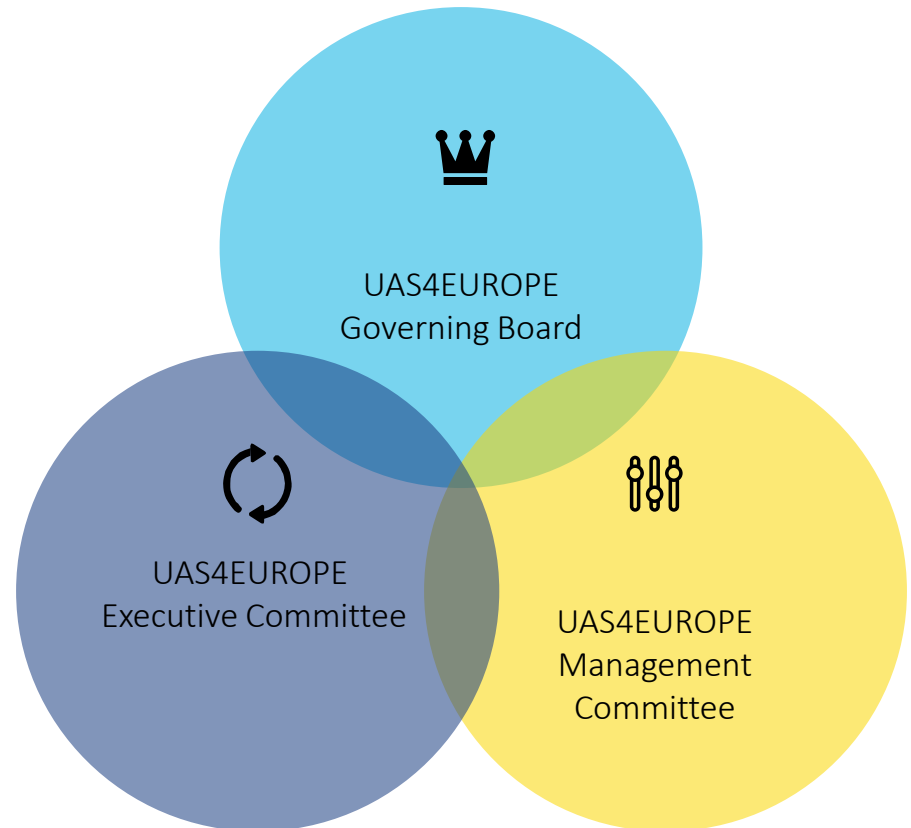 UAS4EUROPE
Governing Board
UAS4EUROPE
Executive Committee
UAS4EUROPE
Management
Committee